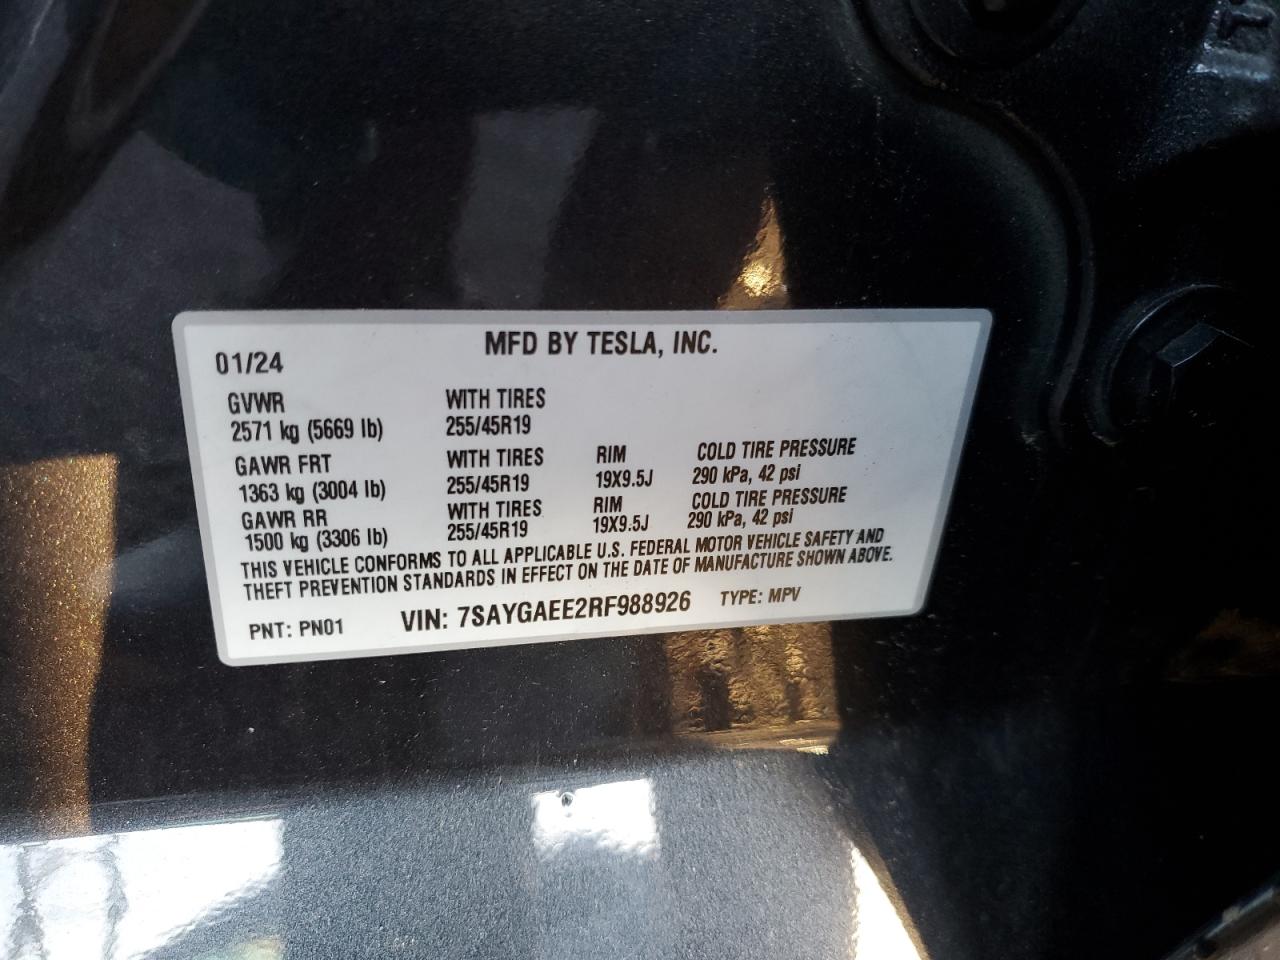 MFD BY TESLA, INC.
01/24
GVWR WITH TIRES
2571 kg (5669 lb) 255/45R19
GAWR FRT WITH TIRES RIM COLD TIRE PRESSURE
1363 kg (3004 lb) 255/45R19 19X9.5J 290 kPa, 42 psi
GAWR RR WITH TIRES RIM COLD TIRE PRESSURE
1500 kg (3306 lb) 255/45R19 19X9.5J 290 kPa, 42 psi
THIS VEHICLE CONFORMS TO ALL APPLICABLE U.S. FEDERAL MOTOR VEHICLE SAFETY AND
THEFT PREVENTION STANDARDS IN EFFECT ON THE DATE OF MANUFACTURE SHOWN ABOVE.
PNT: PN01 VIN: 7SAYGAEE2RF988926 TYPE: MPV